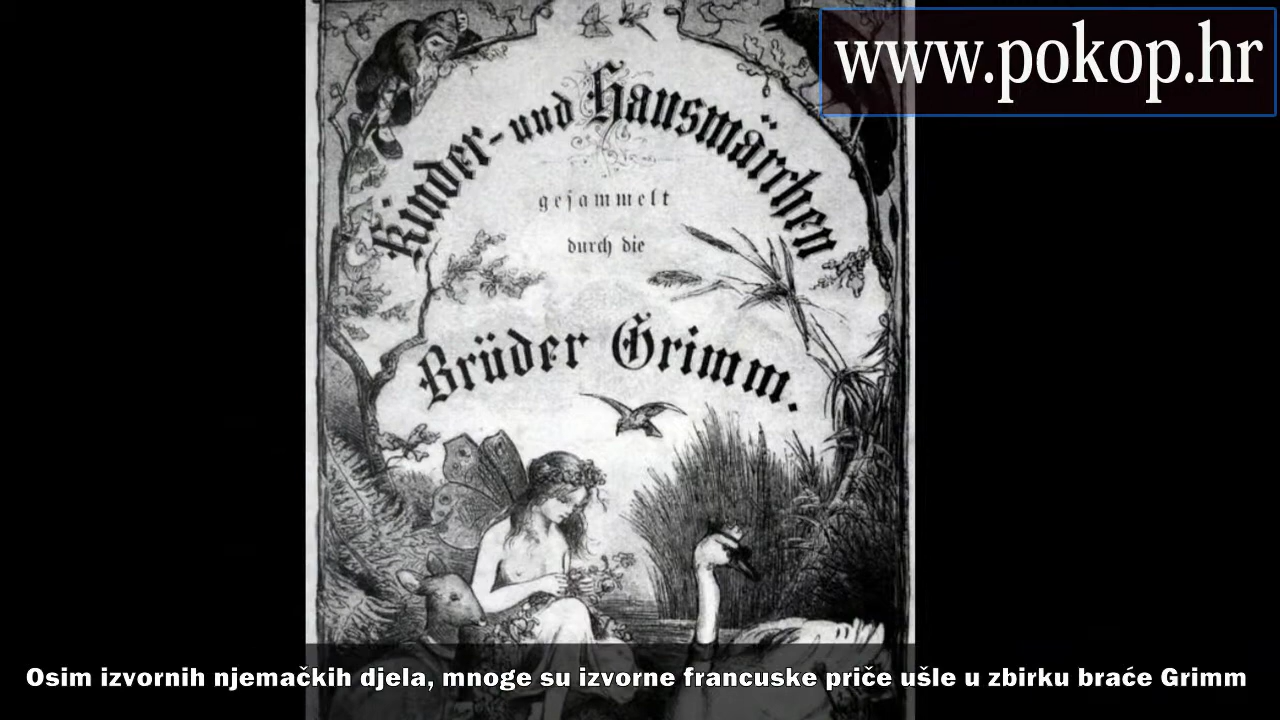 www.pokop.hr
Kinder- und Hausmärchen
gesammelt
durch die
Brüder Grimm.
Osim izvornih njemačkih djela, mnoge su izvorne francuske priče ušle u zbirku braće Grimm